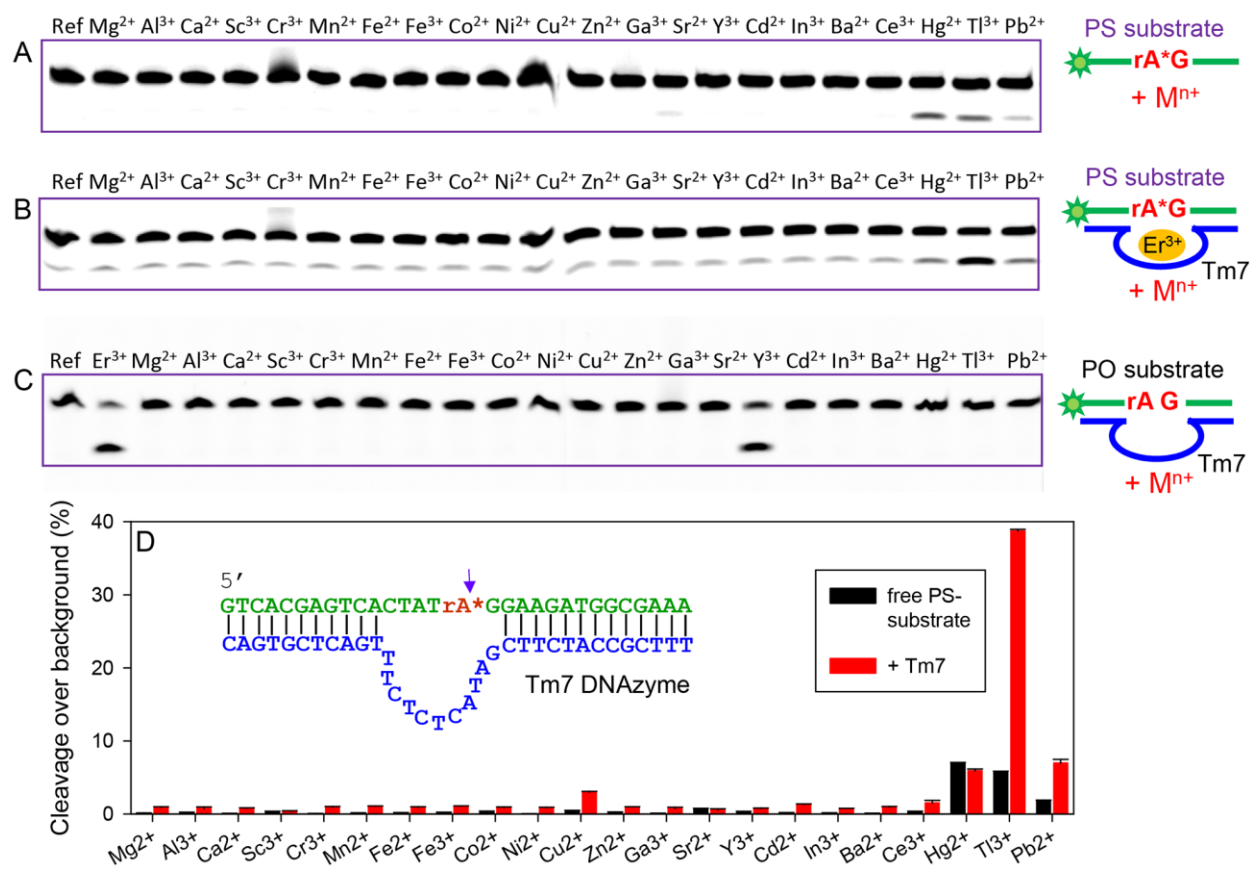 Ref Mg²⁺ Al³⁺ Ca²⁺ Sc³⁺ Cr³⁺ Mn²⁺ Fe²⁺ Fe³⁺ Co²⁺ Ni²⁺ Cu²⁺ Zn²⁺ Ga³⁺ Sr²⁺ Y³⁺ Cd²⁺ In³⁺ Ba²⁺ Ce³⁺ Hg²⁺ Tl³⁺ Pb²⁺
A
PS substrate
rA*G
+ Mⁿ⁺
Ref Mg²⁺ Al³⁺ Ca²⁺ Sc³⁺ Cr³⁺ Mn²⁺ Fe²⁺ Fe³⁺ Co²⁺ Ni²⁺ Cu²⁺ Zn²⁺ Ga³⁺ Sr²⁺ Y³⁺ Cd²⁺ In³⁺ Ba²⁺ Ce³⁺ Hg²⁺ Tl³⁺ Pb²⁺
B
PS substrate
rA*G
Er³⁺
Tm7
+ Mⁿ⁺
Ref Er³⁺ Mg²⁺ Al³⁺ Ca²⁺ Sc³⁺ Cr³⁺ Mn²⁺ Fe²⁺ Fe³⁺ Co²⁺ Ni²⁺ Cu²⁺ Zn²⁺ Ga³⁺ Sr²⁺ Y³⁺ Cd²⁺ In³⁺ Ba²⁺ Hg²⁺ Tl³⁺ Pb²⁺
C
PO substrate
rA G
Tm7
+ Mⁿ⁺
Cleavage over background (%)
40
30
20
10
0
D
5′
GTCACGAGTCACTATrA*GGAAGATGGCGAAA
CAGTGCTCAGTTTCTCTCATAGCTTCTACCGCTTT
Tm7 DNAzyme
free PS-
substrate
+ Tm7
Mg2+ Al3+ Ca2+ Sc3+ Cr3+ Mn2+ Fe2+ Fe3+ Co2+ Ni2+ Cu2+ Zn2+ Ga3+ Sr2+ Y3+ Cd2+ In3+ Ba2+ Ce3+ Hg2+ Tl3+ Pb2+